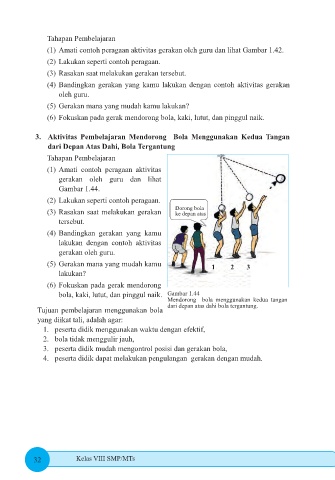 Tahapan Pembelajaran
(1) Amati contoh peragaan aktivitas gerakan oleh guru dan lihat Gambar 1.42.
(2) Lakukan seperti contoh peragaan.
(3) Rasakan saat melakukan gerakan tersebut.
(4) Bandingkan gerakan yang kamu lakukan dengan contoh aktivitas gerakan
oleh guru.
(5) Gerakan mana yang mudah kamu lakukan?
(6) Fokuskan pada gerak mendorong bola, kaki, lutut, dan pinggul naik.
3. Aktivitas Pembelajaran Mendorong Bola Menggunakan Kedua Tangan
dari Depan Atas Dahi, Bola Tergantung
Tahapan Pembelajaran
(1) Amati contoh peragaan aktivitas
gerakan oleh guru dan lihat
Gambar 1.44.
(2) Lakukan seperti contoh peragaan.
(3) Rasakan saat melakukan gerakan
tersebut.
(4) Bandingkan gerakan yang kamu
lakukan dengan contoh aktivitas
gerakan oleh guru.
(5) Gerakan mana yang mudah kamu
lakukan?
(6) Fokuskan pada gerak mendorong
bola, kaki, lutut, dan pinggul naik.
Dorong bola
ke depan atas
1 2 3
Gambar 1.44
Mendorong bola menggunakan kedua tangan
dari depan atas dahi bola tergantung.
Tujuan pembelajaran menggunakan bola
yang diikat tali, adalah agar:
1. peserta didik menggunakan waktu dengan efektif,
2. bola tidak menggulir jauh,
3. peserta didik mudah mengontrol posisi dan gerakan bola,
4. peserta didik dapat melakukan pengulangan gerakan dengan mudah.
52 Kelas VIII SMP/MTs